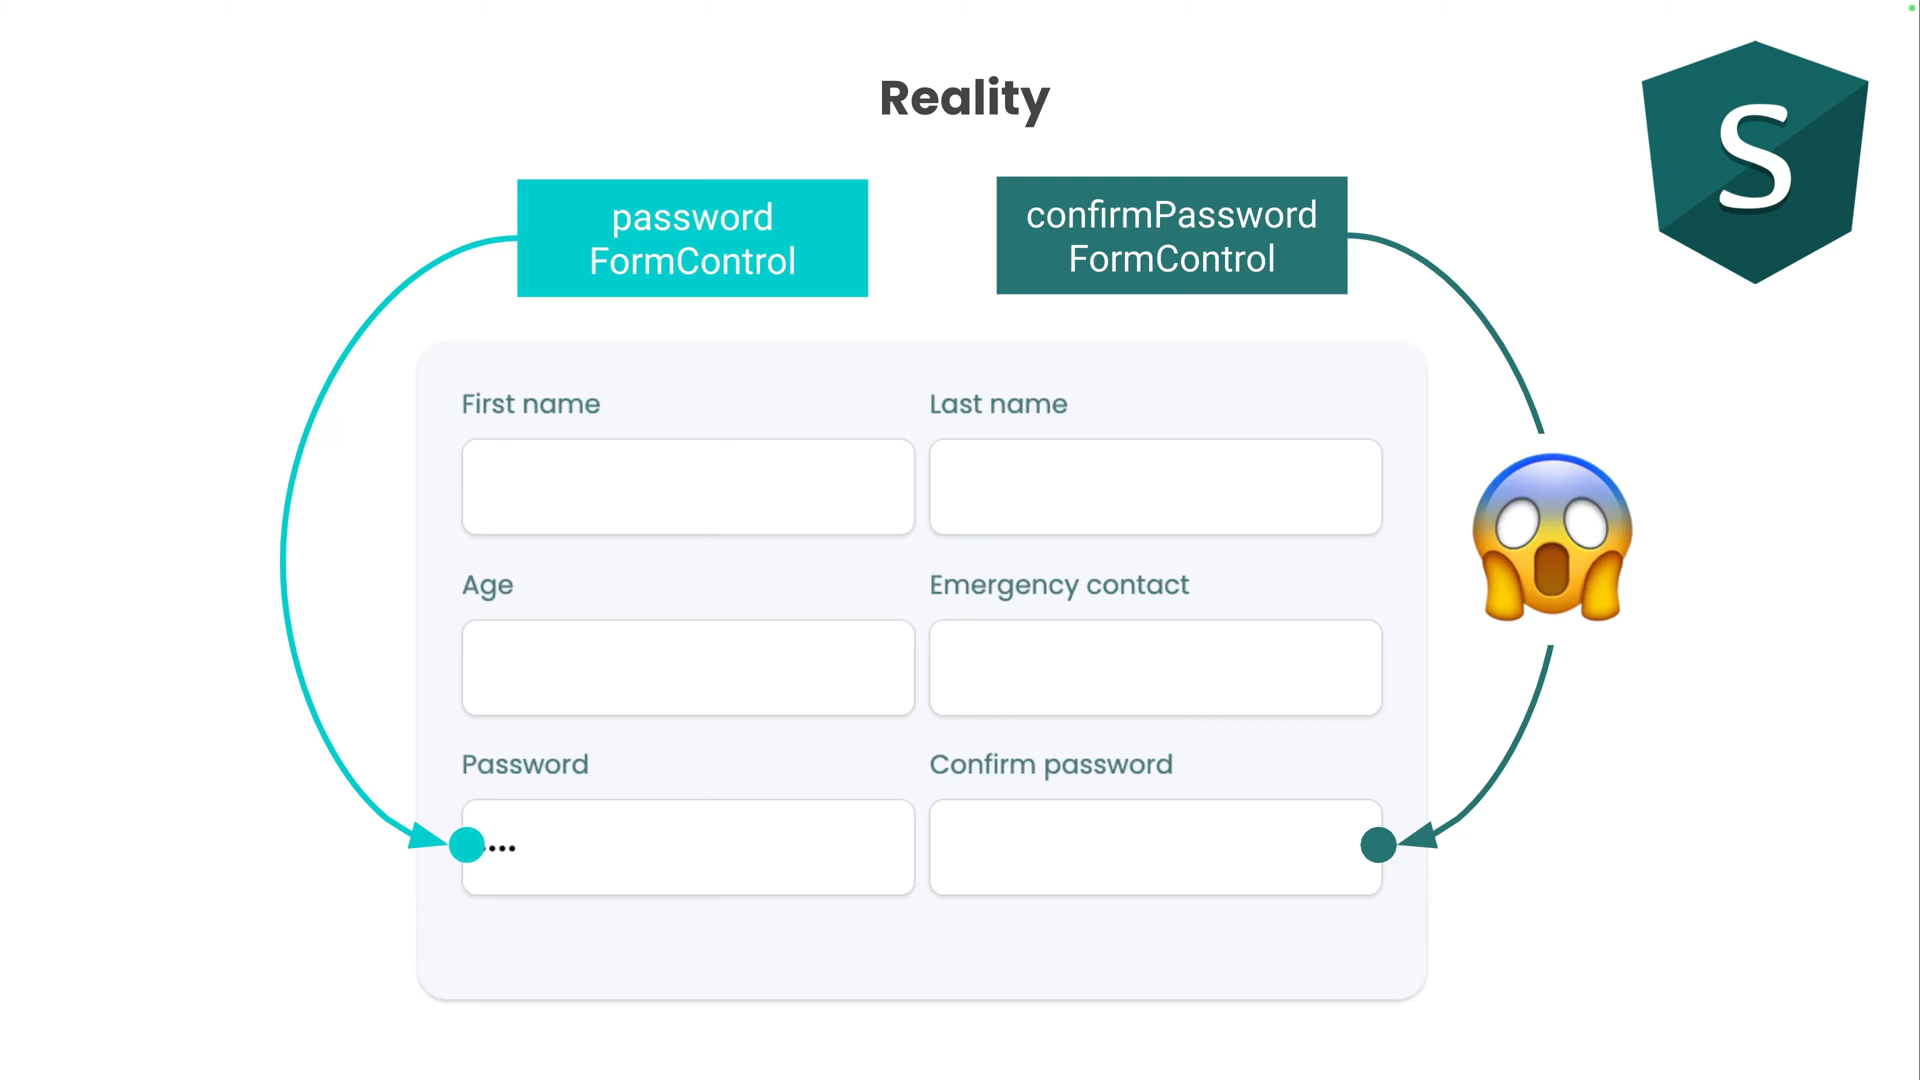 Reality
S
password
FormControl
confirmPassword
FormControl
First name
Last name
Age
Emergency contact
Password
Confirm password